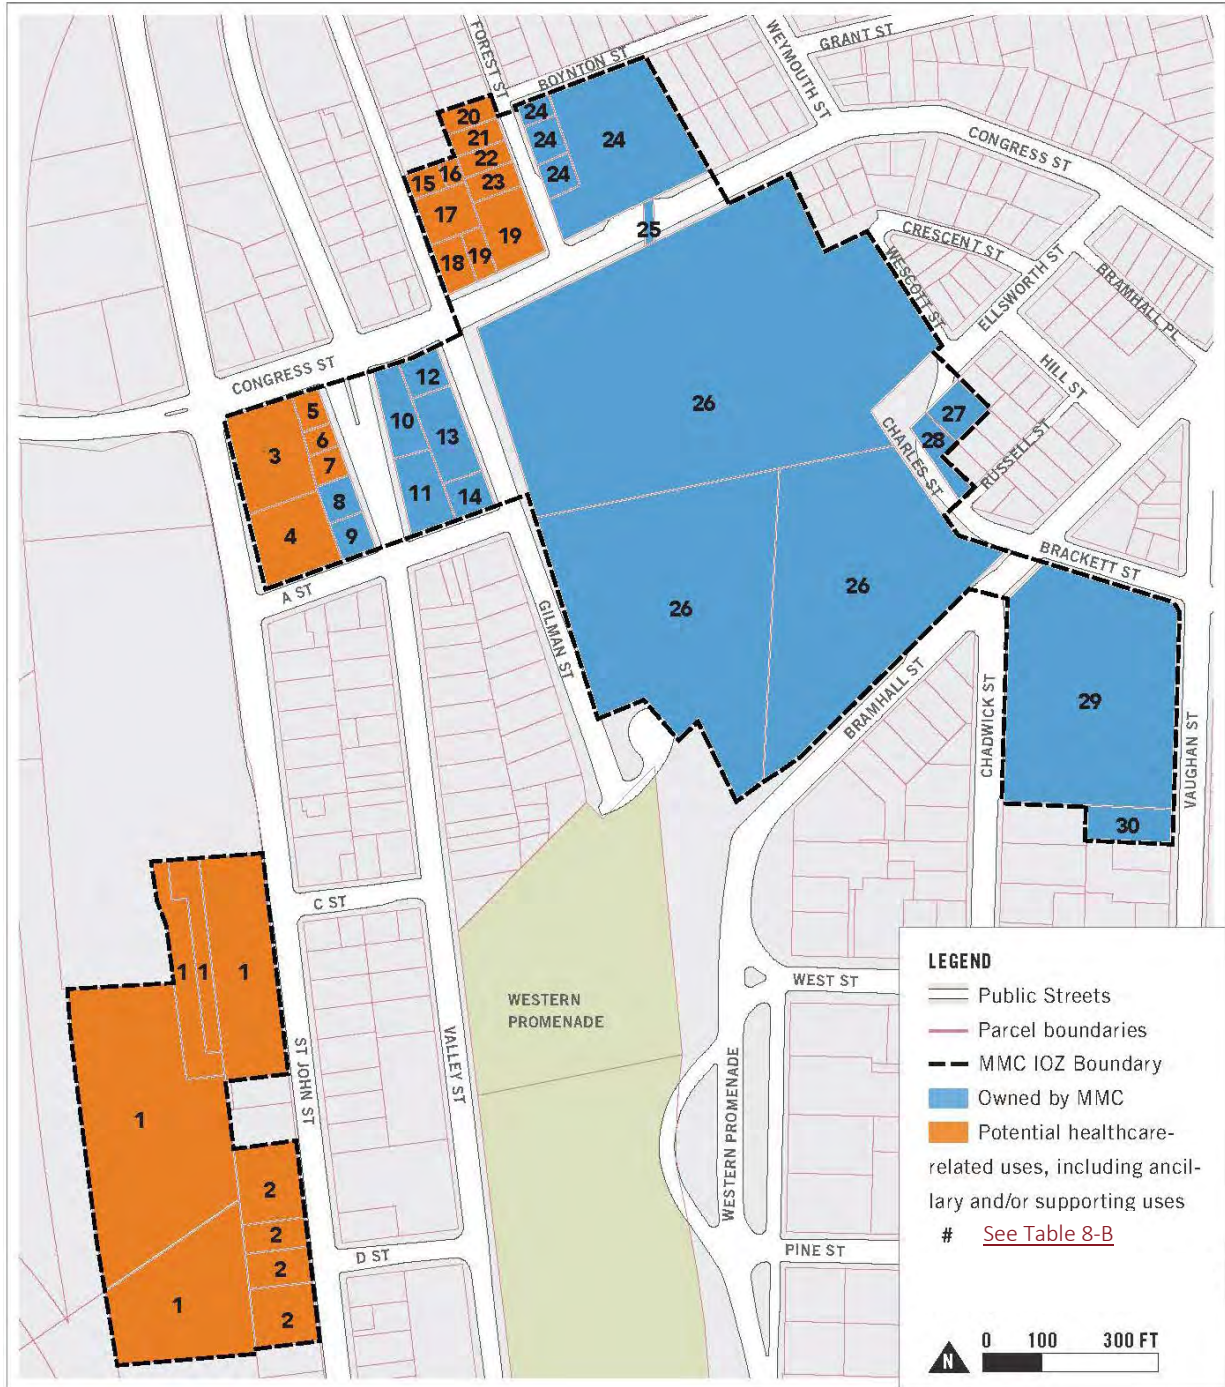 FOREST ST
BOYNTON ST
WEYMOUTH ST
GRANT ST
CONGRESS ST
20
21
22
23
15
16
17
18
19
19
24
24
24
24
25
CRESCENT ST
WESCOTT ST
ELLSWORTH ST
BRAMHALL PL
HILL ST
RUSSELL ST
CHARLES ST
CONGRESS ST
3
4
5
6
7
8
9
10
11
12
13
14
26
26
26
27
28
A ST
GILMAN ST
BRACKETT ST
BRAMHALL ST
CHADWICK ST
VAUGHAN ST
29
30
C ST
1
1
1
1
1
ST JOHN ST
VALLEY ST
WESTERN
PROMENADE
WESTERN PROMENADE
WEST ST
PINE ST
D ST
2
2
2
2
LEGEND
Public Streets
Parcel boundaries
MMC IOZ Boundary
Owned by MMC
Potential healthcare-
related uses, including ancil-
lary and/or supporting uses
# See Table 8-B
N
0 100 300 FT